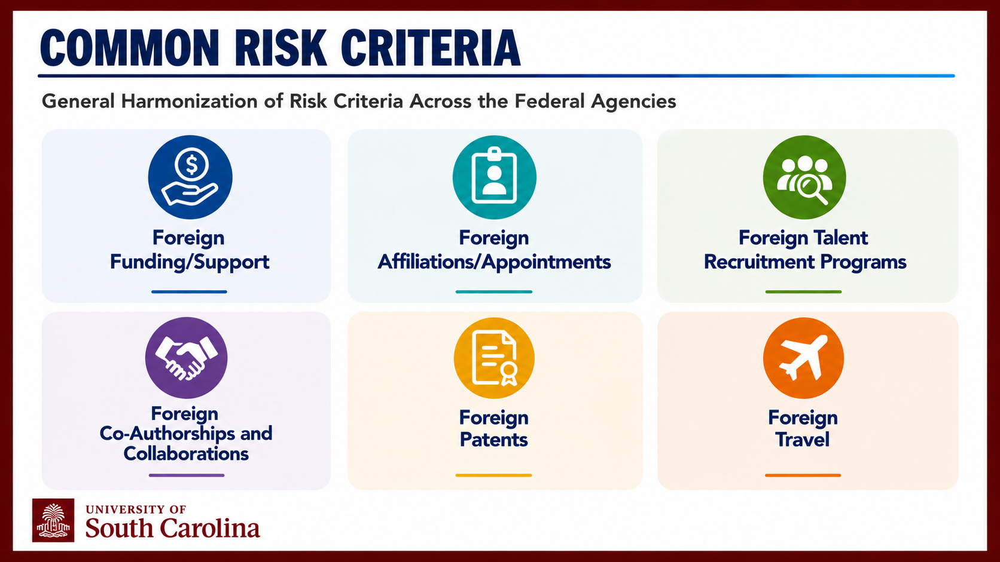 COMMON RISK CRITERIA
General Harmonization of Risk Criteria Across the Federal Agencies
$
Foreign
Funding/Support
Foreign
Affiliations/Appointments
Foreign Talent
Recruitment Programs
Foreign
Co-Authorships and
Collaborations
Foreign
Patents
Foreign
Travel
UNIVERSITY OF
South Carolina